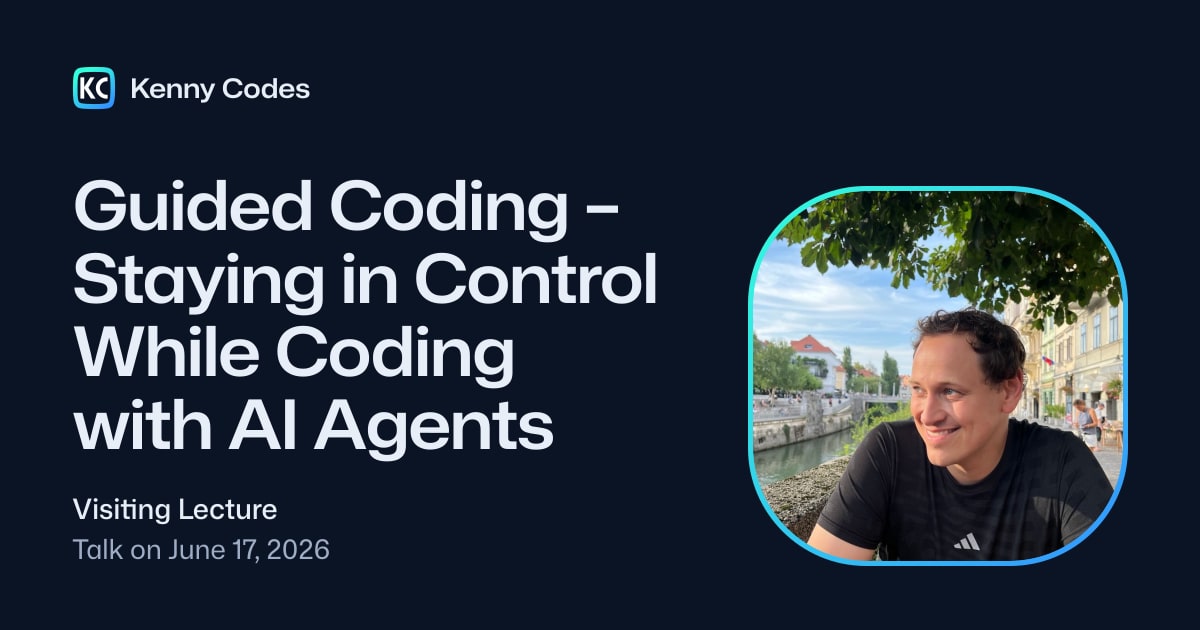 KC
Kenny Codes
Guided Coding –
Staying in Control
While Coding
with AI Agents
Visiting Lecture
Talk on June 17, 2026